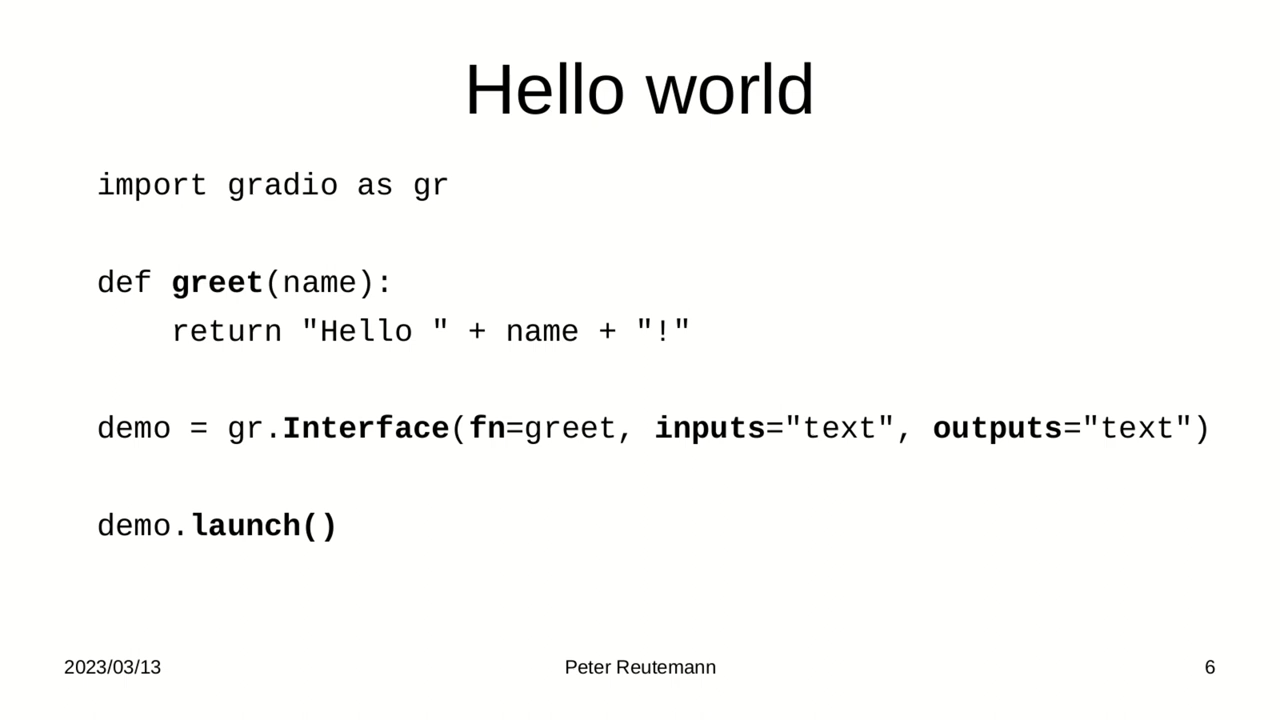 Hello world
import gradio as gr
def greet(name):
    return "Hello " + name + "!"
demo = gr.Interface(fn=greet, inputs="text", outputs="text")
demo.launch()
2023/03/13
Peter Reutemann
6